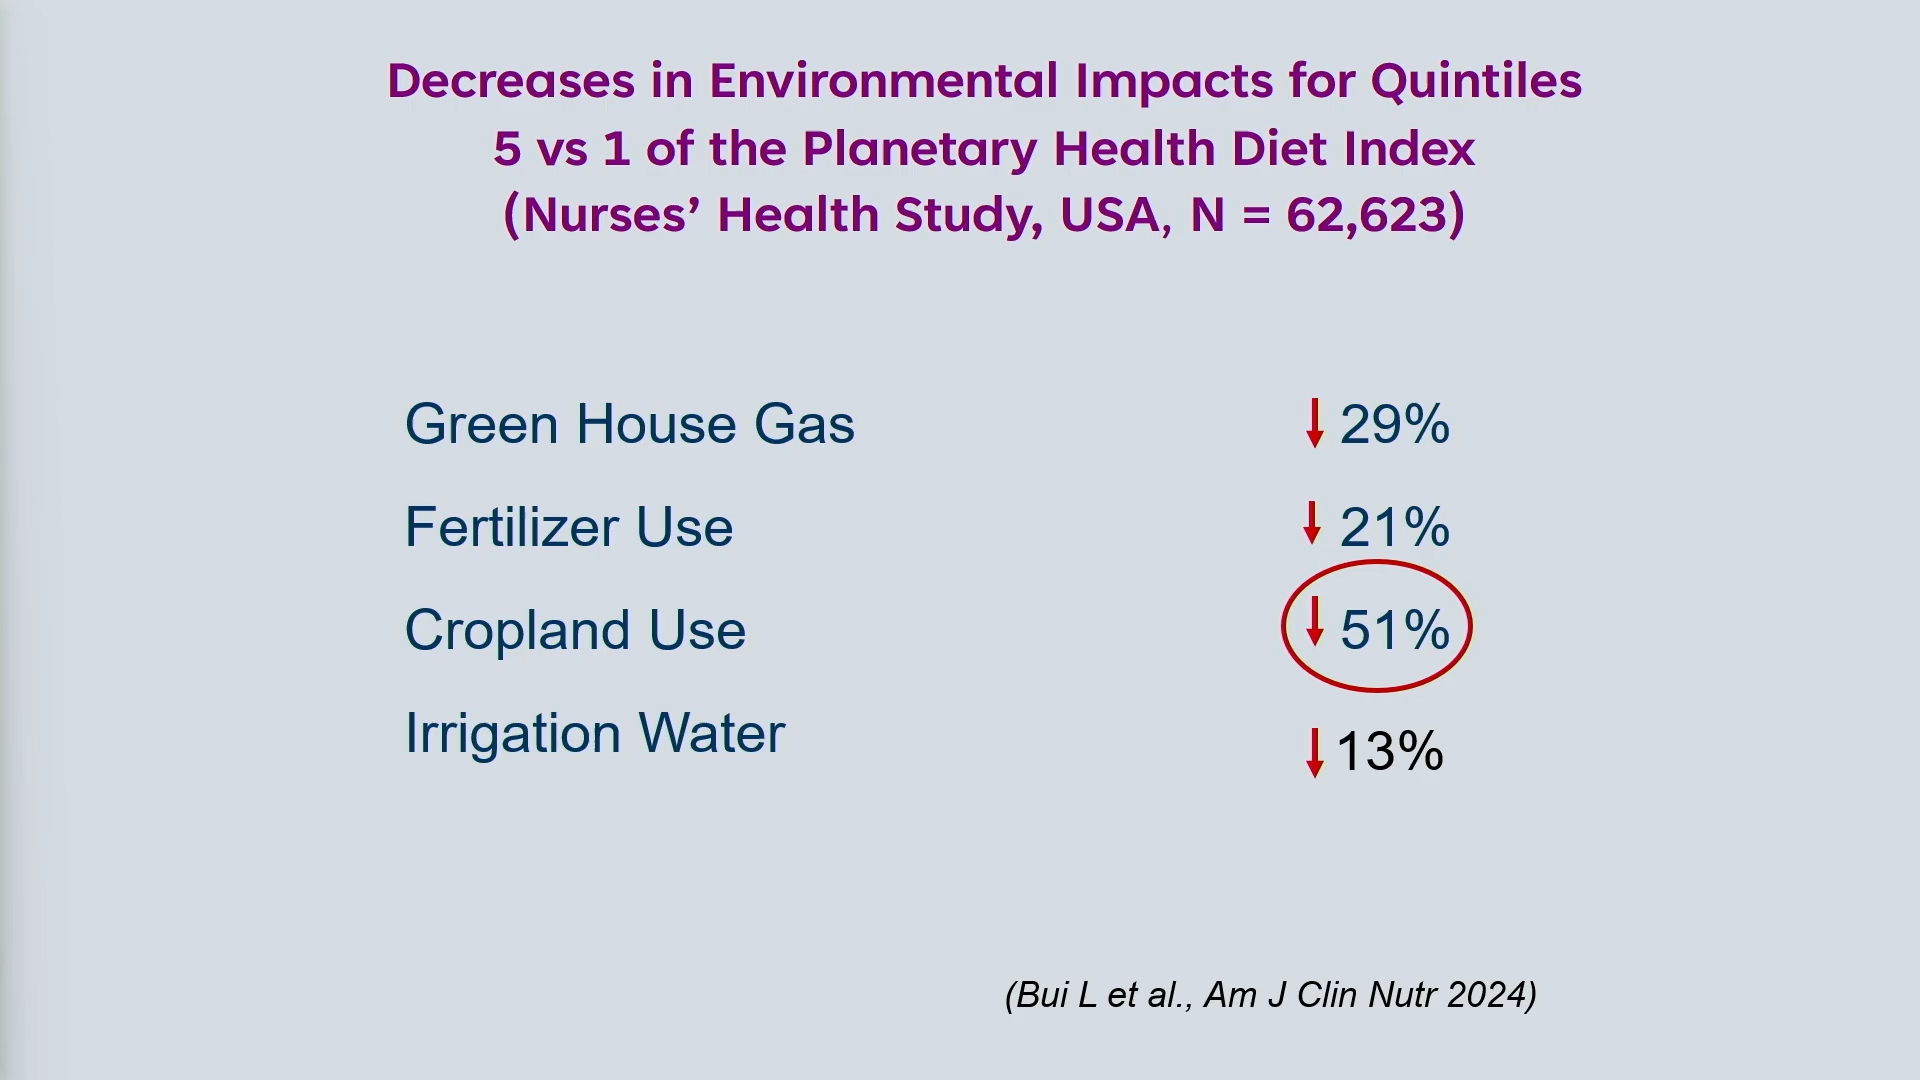 Decreases in Environmental Impacts for Quintiles
5 vs 1 of the Planetary Health Diet Index
(Nurses’ Health Study, USA, N = 62,623)
Green House Gas ↓ 29%
Fertilizer Use ↓ 21%
Cropland Use ↓ 51%
Irrigation Water ↓ 13%
(Bui L et al., Am J Clin Nutr 2024)